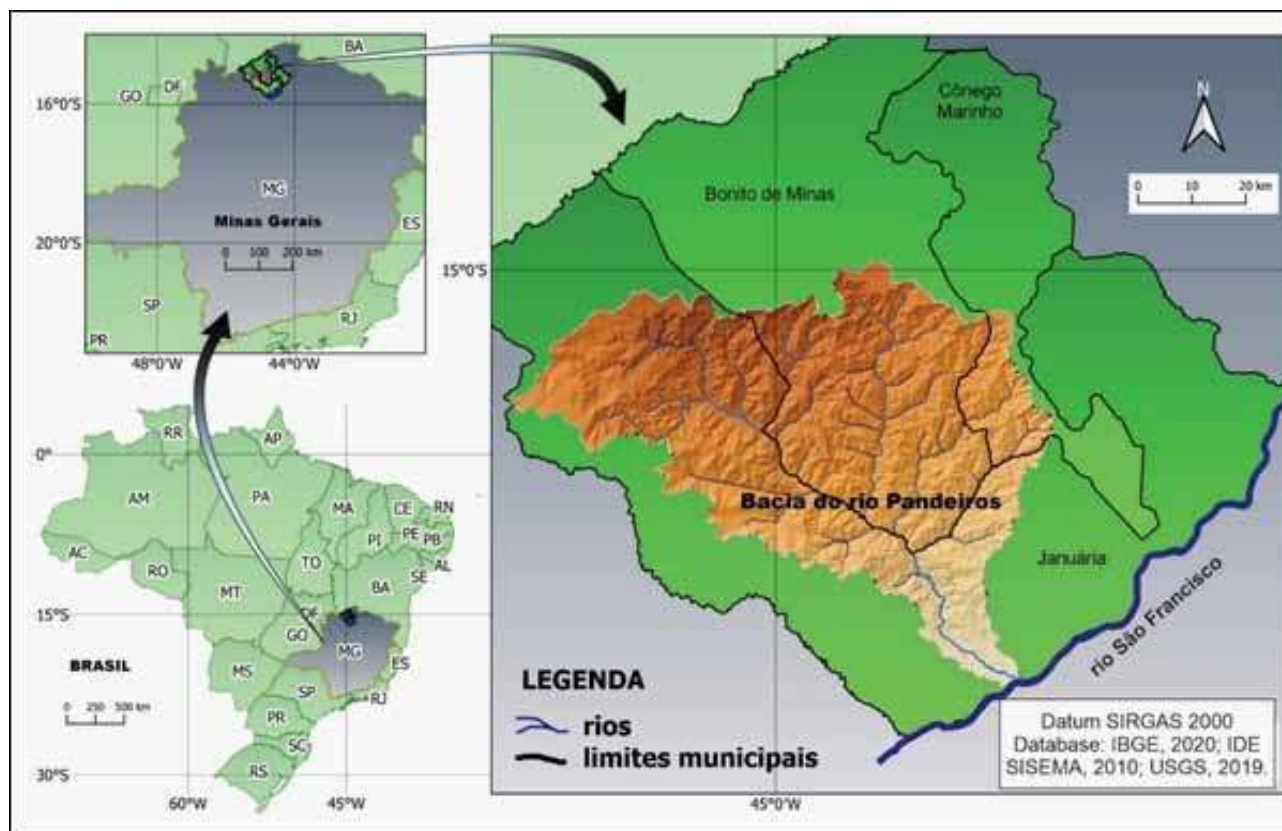 BA
GO
DF
16°0'S
MG
Minas Gerais
0 100 200 km
ES
20°0'S
SP
RJ
PR
48°0'W
44°0'W
Cônego
Marinho
N
0 10 20 km
Bonito de Minas
15°0'S
Bacia do rio Pandeiros
Januária
rio São Francisco
LEGENDA
rios
limites municipais
Datum SIRGAS 2000
Database: IBGE, 2020; IDE
SISEMA, 2010; USGS, 2019.
45°0'W
RR
AP
0°
AM
PA
MA
CE
RN
PI
PE
PB
AC
RO
TO
AL
SE
MT
BA
15°S
DF
GO
MG
BRASIL
MS
ES
0 250 500 km
SP
RJ
PR
SC
RS
30°S
60°W
45°W